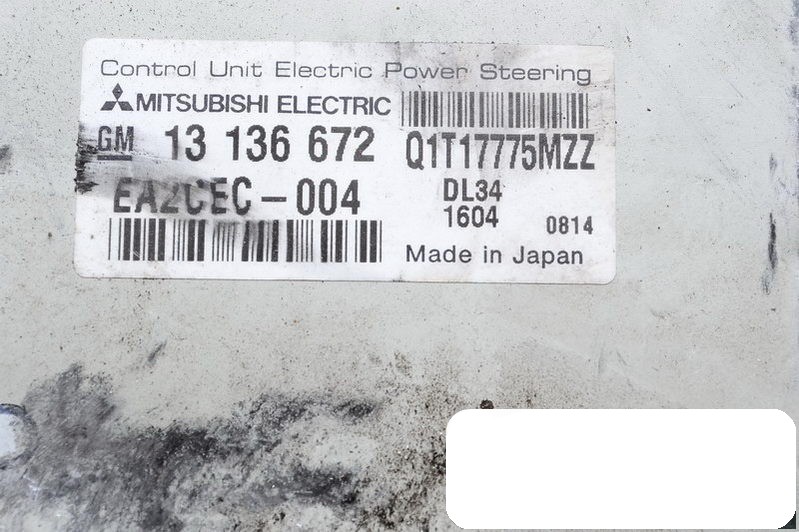 Control Unit Electric Power Steering
MITSUBISHI ELECTRIC
GM 13 136 672
Q1T17775MZZ
EA2CEC-004
DL34
1604
0814
Made in Japan